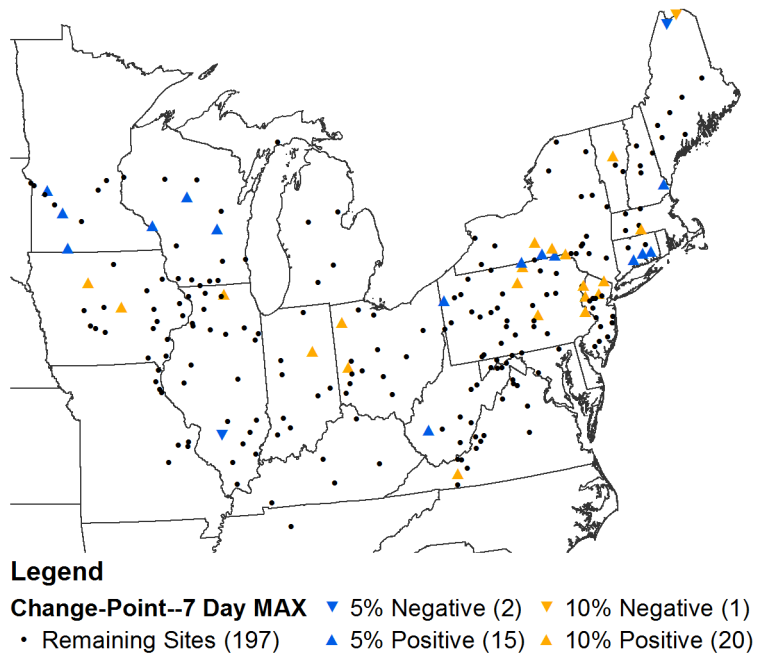 Legend
Change-Point--7 Day MAX ▼ 5% Negative (2) ▼ 10% Negative (1)
• Remaining Sites (197) ▲ 5% Positive (15) ▲ 10% Positive (20)